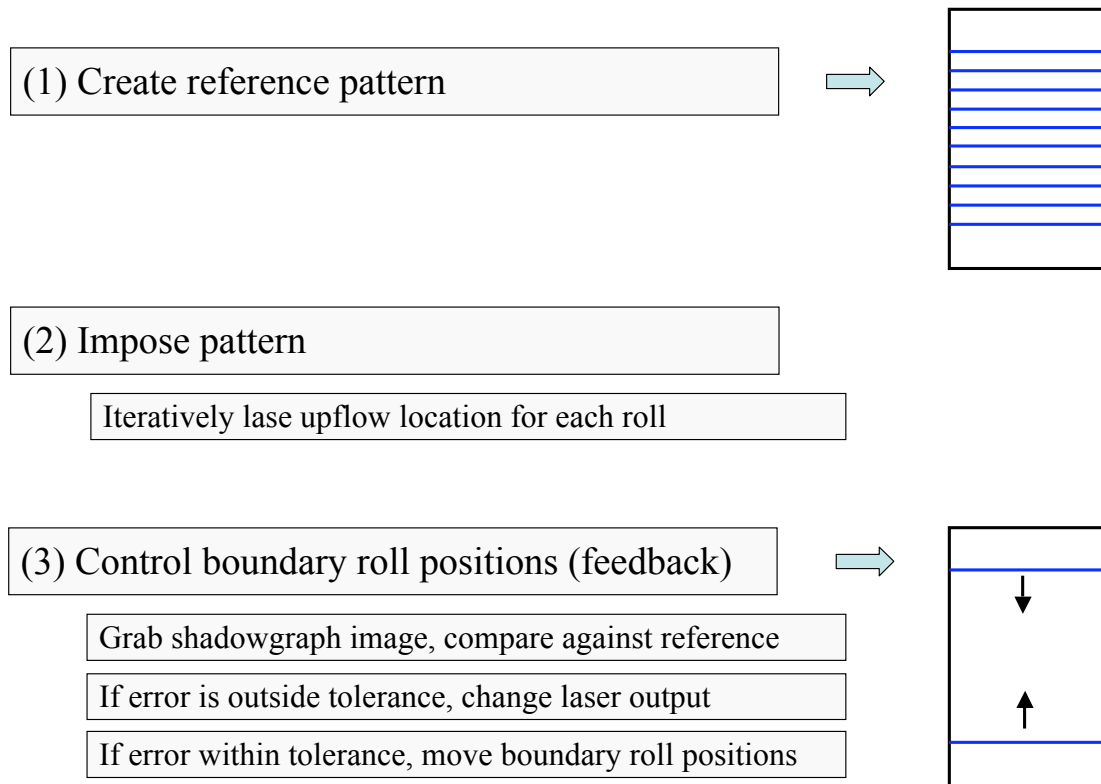 (1) Create reference pattern
(2) Impose pattern
Iteratively lase upflow location for each roll
(3) Control boundary roll positions (feedback)
Grab shadowgraph image, compare against reference
If error is outside tolerance, change laser output
If error within tolerance, move boundary roll positions